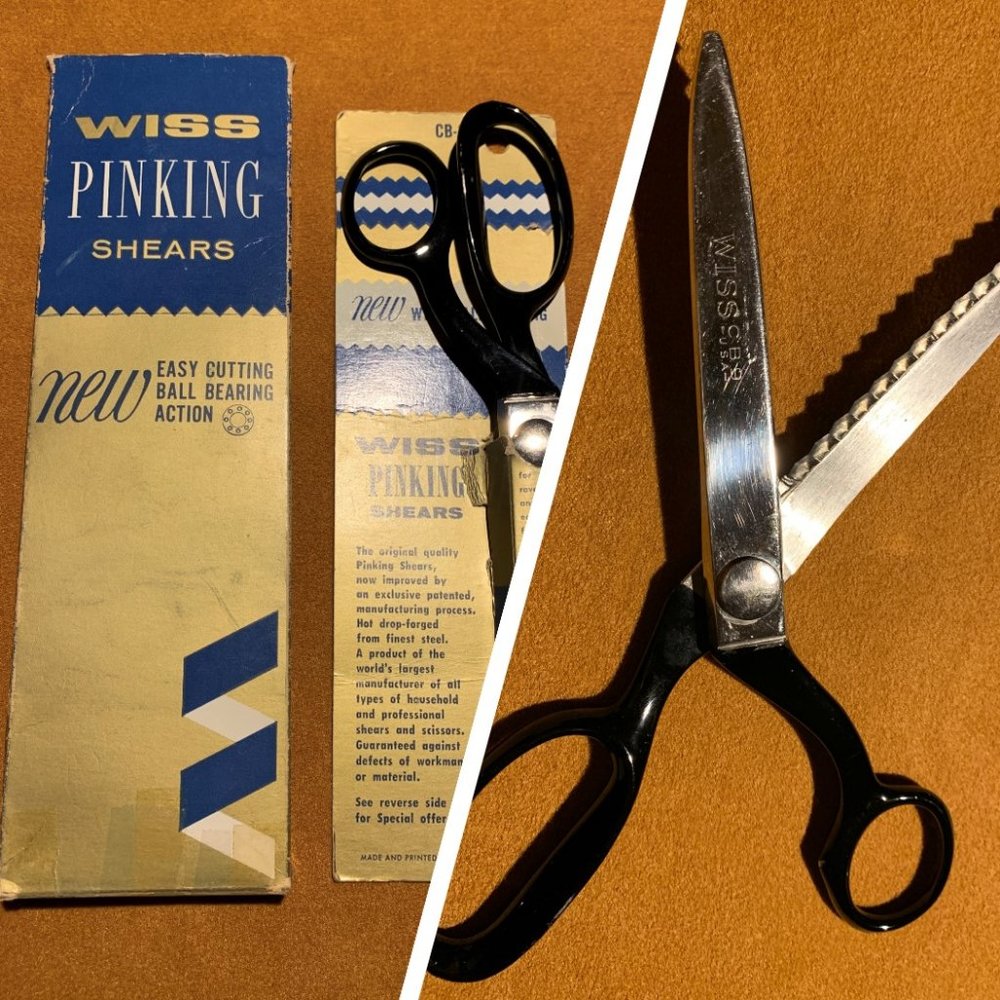 WISS
PINKING
SHEARS
new EASY CUTTING
BALL BEARING
ACTION
CB-
new W
WISS
PINKING
SHEARS
The original quality
Pinking Shears,
now improved by
an exclusive patented,
manufacturing process.
Hot drop-forged
from finest steel.
A product of the
world's largest
manufacturer of all
types of household
and professional
shears and scissors.
Guaranteed against
defects of workman
or material.
See reverse side
for Special offer
MADE AND PRINTED
for
WISS CB9
U.S.A.